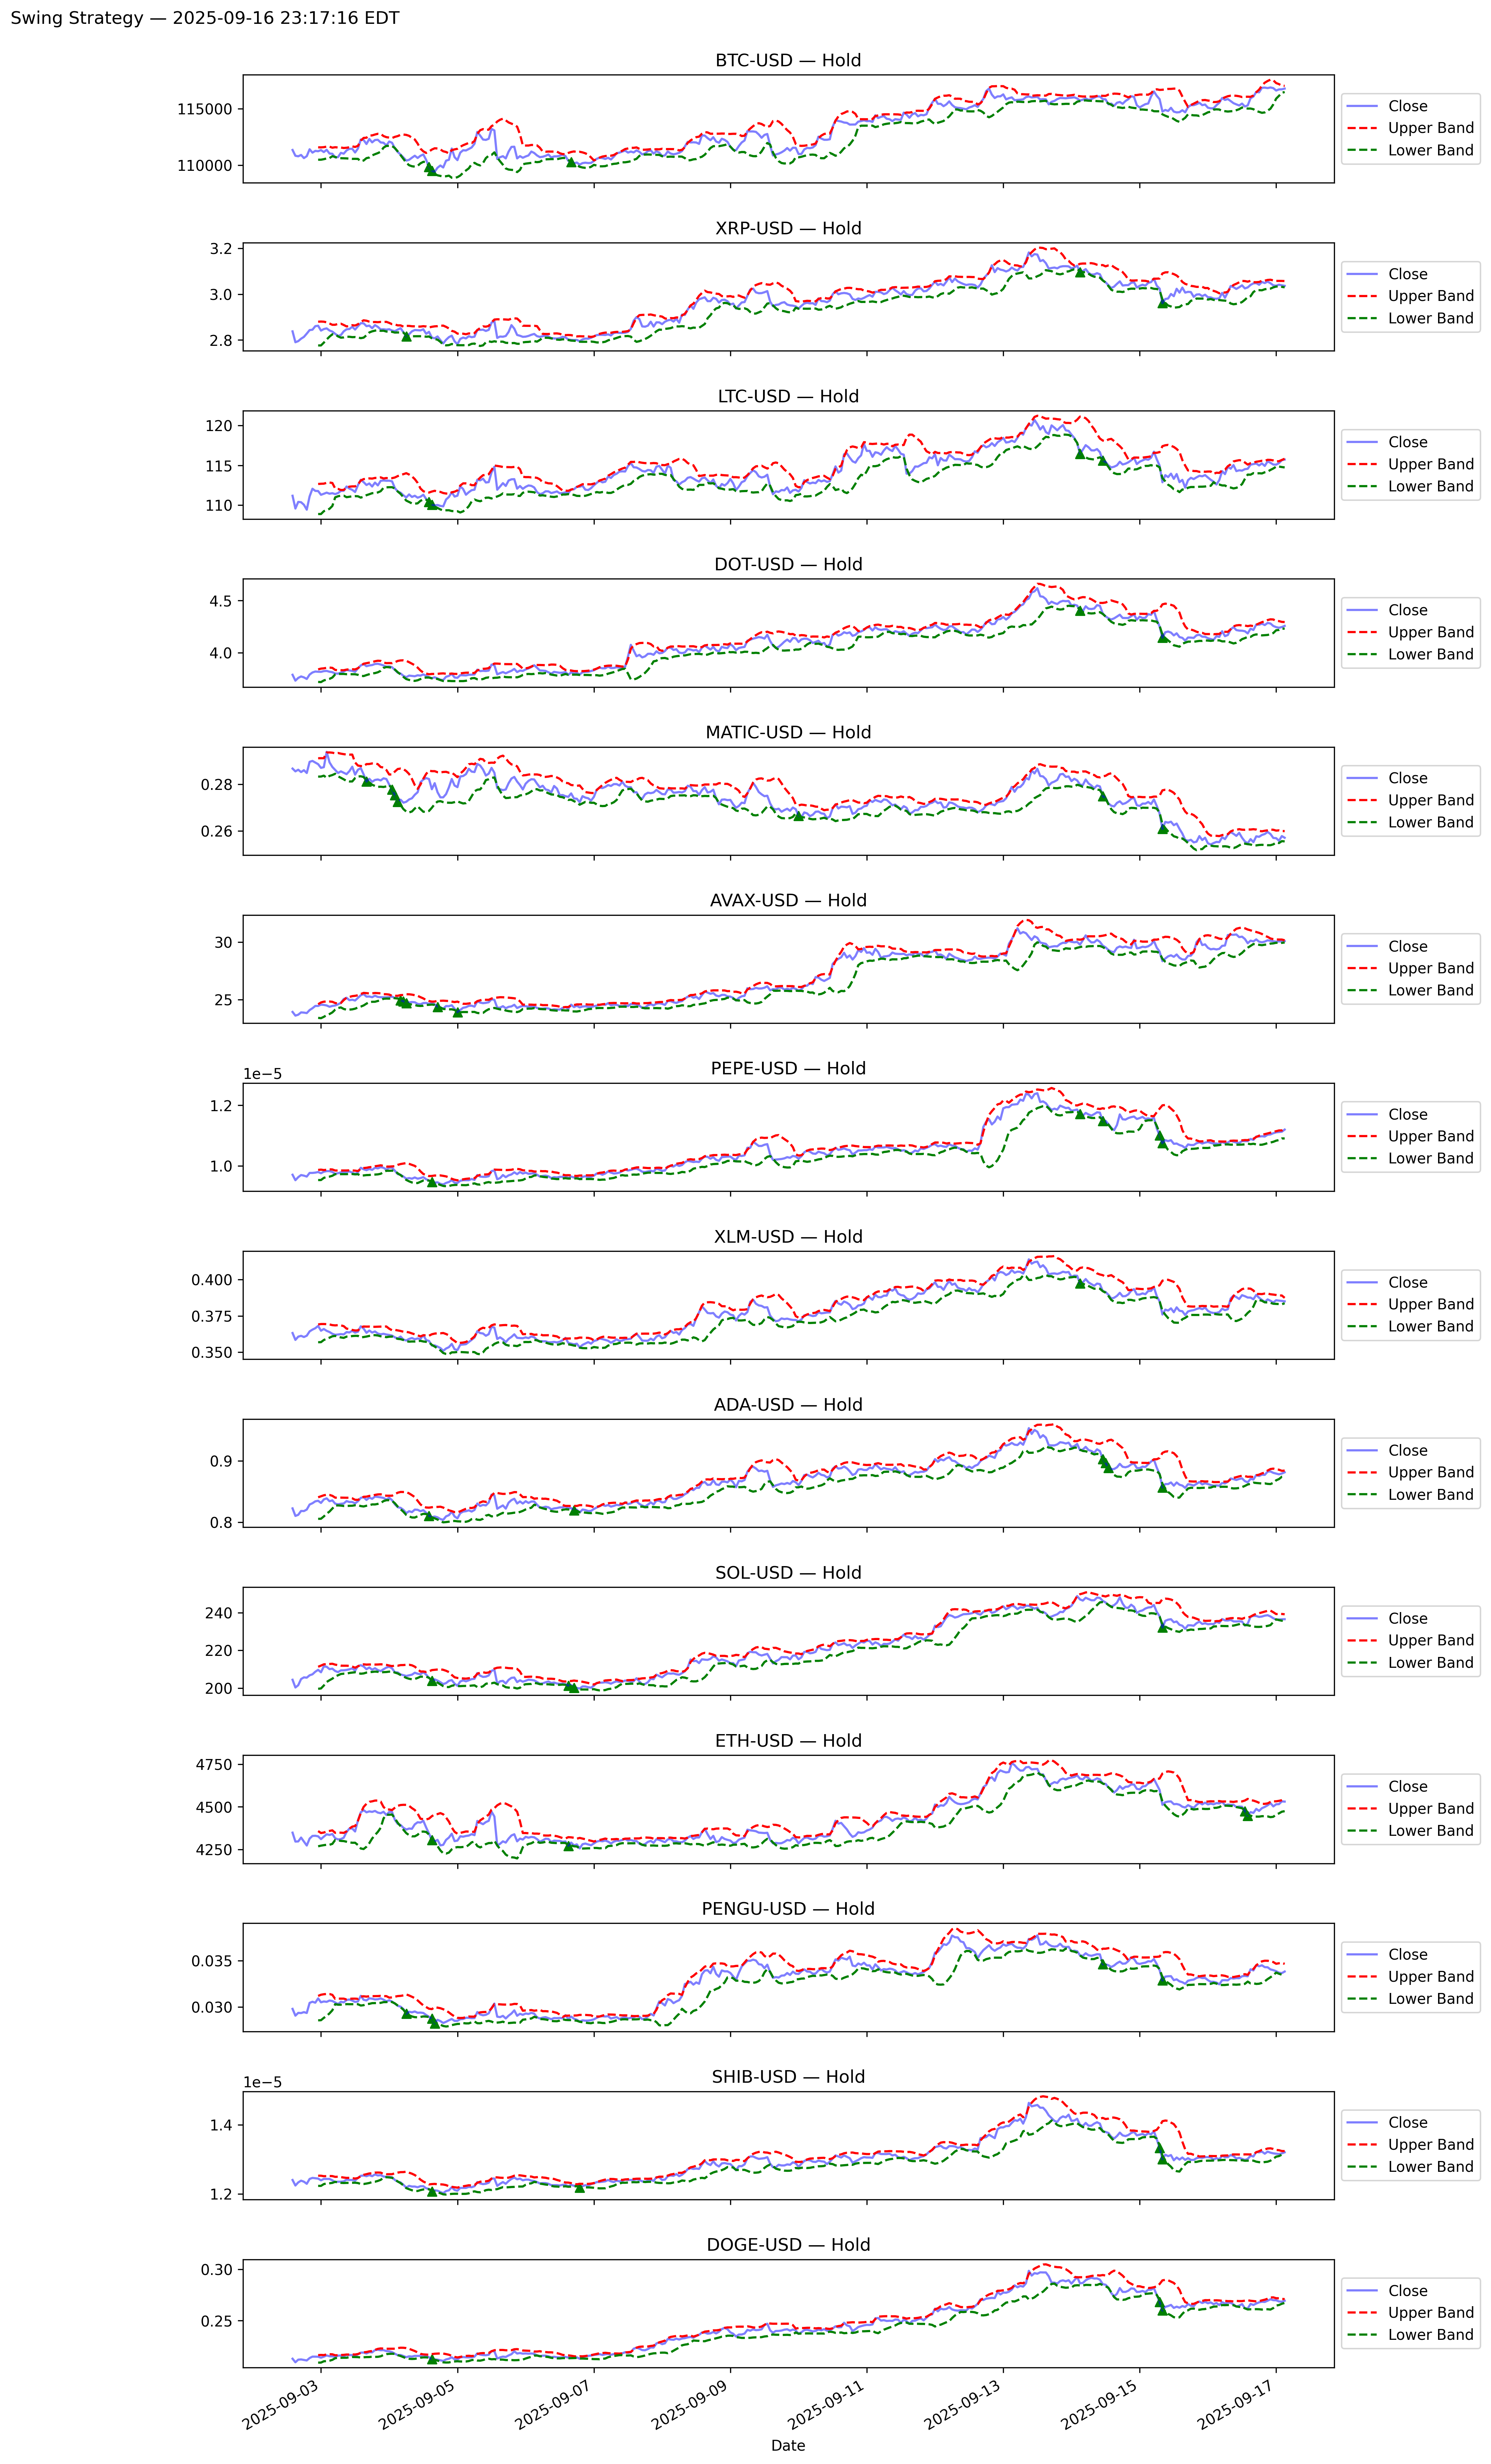 Swing Strategy — 2025-09-16 23:17:16 EDT
BTC-USD — Hold
115000
110000
Close
Upper Band
Lower Band
XRP-USD — Hold
3.2
3.0
2.8
Close
Upper Band
Lower Band
LTC-USD — Hold
120
115
110
Close
Upper Band
Lower Band
DOT-USD — Hold
4.5
4.0
Close
Upper Band
Lower Band
MATIC-USD — Hold
0.28
0.26
Close
Upper Band
Lower Band
AVAX-USD — Hold
30
25
Close
Upper Band
Lower Band
PEPE-USD — Hold
1e−5
1.2
1.0
Close
Upper Band
Lower Band
XLM-USD — Hold
0.400
0.375
0.350
Close
Upper Band
Lower Band
ADA-USD — Hold
0.9
0.8
Close
Upper Band
Lower Band
SOL-USD — Hold
240
220
200
Close
Upper Band
Lower Band
ETH-USD — Hold
4750
4500
4250
Close
Upper Band
Lower Band
PENGU-USD — Hold
0.035
0.030
Close
Upper Band
Lower Band
SHIB-USD — Hold
1e−5
1.4
1.2
Close
Upper Band
Lower Band
DOGE-USD — Hold
0.30
0.25
Close
Upper Band
Lower Band
2025-09-03
2025-09-05
2025-09-07
2025-09-09
2025-09-11
2025-09-13
2025-09-15
2025-09-17
Date